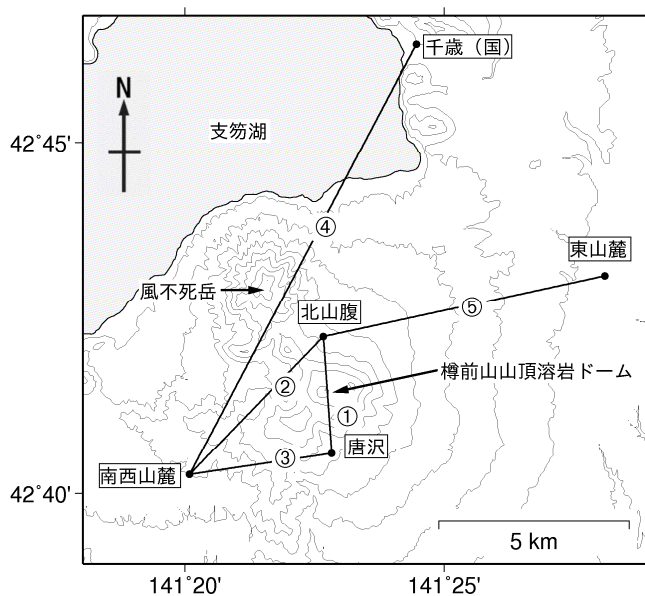 千歳（国）
N
42°45'
支笏湖
④
東山麓
風不死岳
北山腹
⑤
樽前山山頂溶岩ドーム
②
①
唐沢
③
南西山麓
42°40'
5 km
141°20'
141°25'